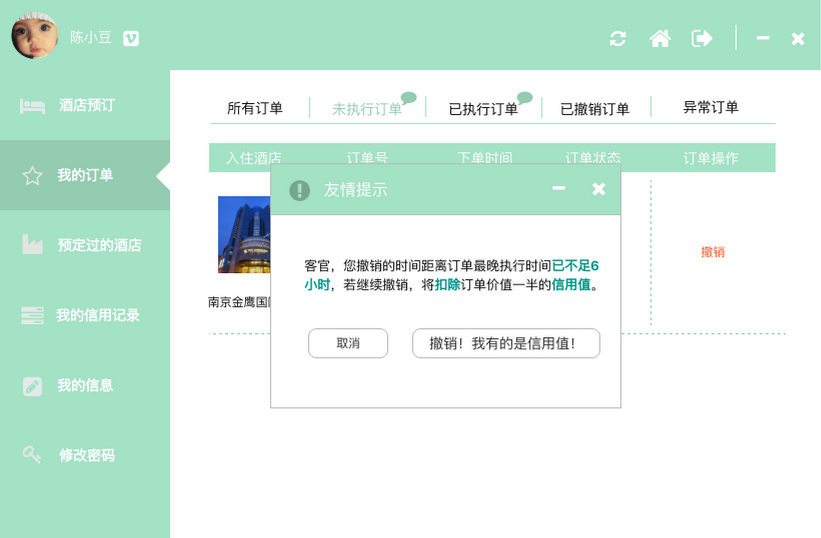 陈小豆
酒店预订
我的订单
预定过的酒店
我的信用记录
我的信息
修改密码
所有订单 未执行订单 已执行订单 已撤销订单 异常订单
入住酒店 订单号 下单时间 订单状态 订单操作
友情提示
客官，您撤销的时间距离订单最晚执行时间已不足6
小时，若继续撤销，将扣除订单价值一半的信用值。
取消 撤销！我有的是信用值！
撤销
南京金鹰国